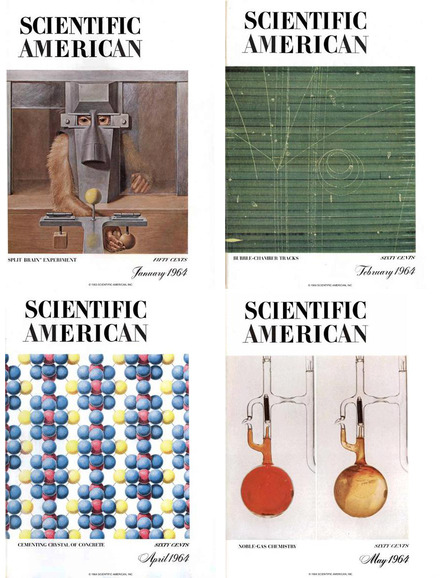 SCIENTIFIC
AMERICAN
SPLIT BRAIN" EXPERIMENT
FIFTY CENTS
January 1964
SCIENTIFIC
AMERICAN
BUBBLE-CHAMBER TRACKS
SIXTY CENTS
February 1964
SCIENTIFIC
AMERICAN
CEMENTING CRYSTAL OF CONCRETE
SIXTY CENTS
April 1964
SCIENTIFIC
AMERICAN
NOBLE-GAS CHEMISTRY
SIXTY CENTS
May 1964